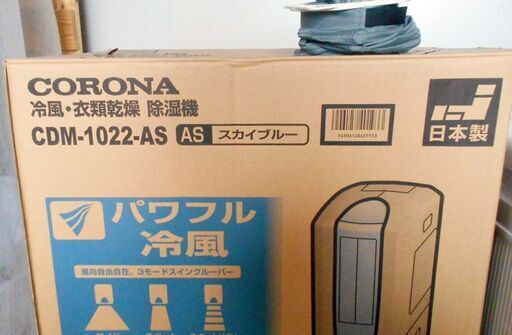 CORONA
冷風・衣類乾燥 除湿機
CDM-1022-AS AS スカイブルー
日本製
パワフル
冷風
風向自由自在、3モードスイングルーバー